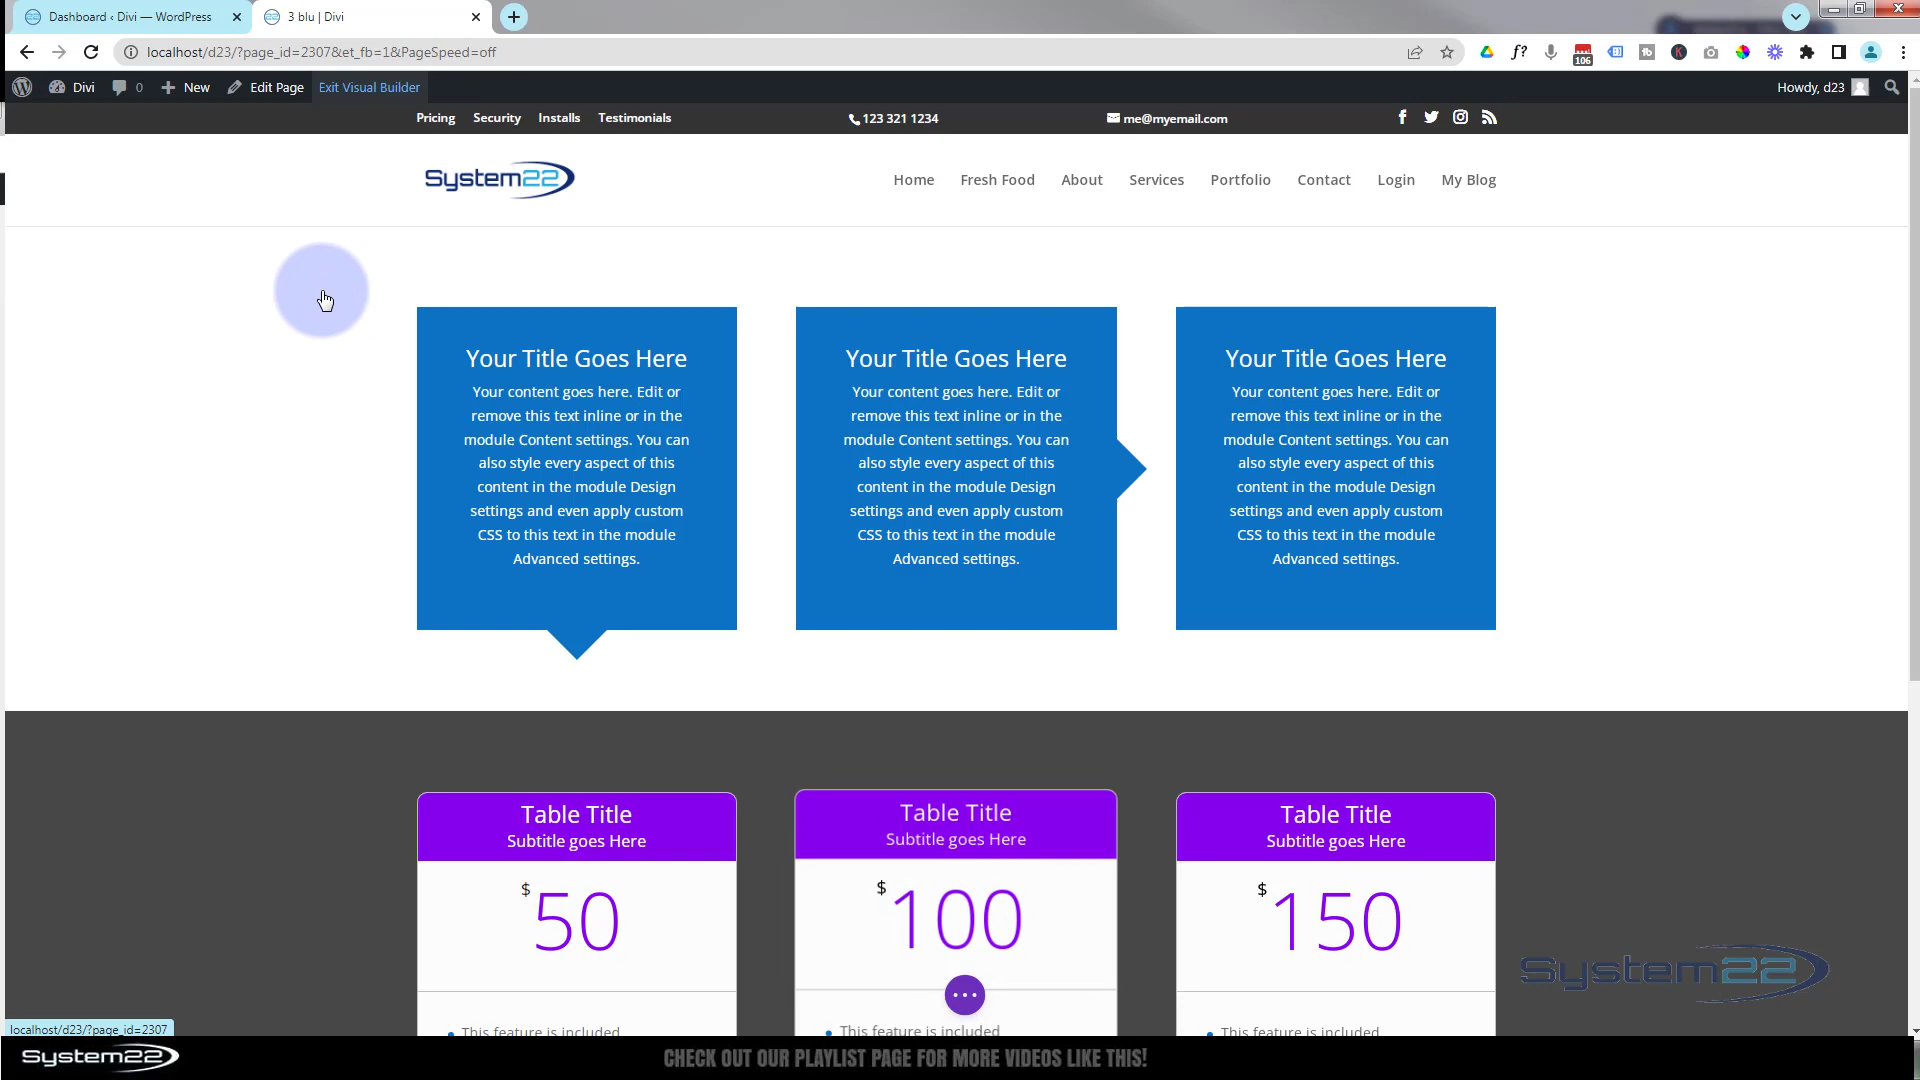 Dashboard ‹ Divi — WordPress
3 blu | Divi
localhost/d23/?page_id=2307&et_fb=1&PageSpeed=off
f?
106
Divi
0
New
Edit Page
Exit Visual Builder
Howdy, d23
Pricing
Security
Installs
Testimonials
123 321 1234
me@myemail.com
System22
Home
Fresh Food
About
Services
Portfolio
Contact
Login
My Blog
Your Title Goes Here
Your content goes here. Edit or
remove this text inline or in the
module Content settings. You can
also style every aspect of this
content in the module Design
settings and even apply custom
CSS to this text in the module
Advanced settings.
Your Title Goes Here
Your content goes here. Edit or
remove this text inline or in the
module Content settings. You can
also style every aspect of this
content in the module Design
settings and even apply custom
CSS to this text in the module
Advanced settings.
Your Title Goes Here
Your content goes here. Edit or
remove this text inline or in the
module Content settings. You can
also style every aspect of this
content in the module Design
settings and even apply custom
CSS to this text in the module
Advanced settings.
Table Title
Subtitle goes Here
$50
This feature is included
Table Title
Subtitle goes Here
$100
This feature is included
Table Title
Subtitle goes Here
$150
This feature is included
System22
localhost/d23/?page_id=2307
System22
CHECK OUT OUR PLAYLIST PAGE FOR MORE VIDEOS LIKE THIS!